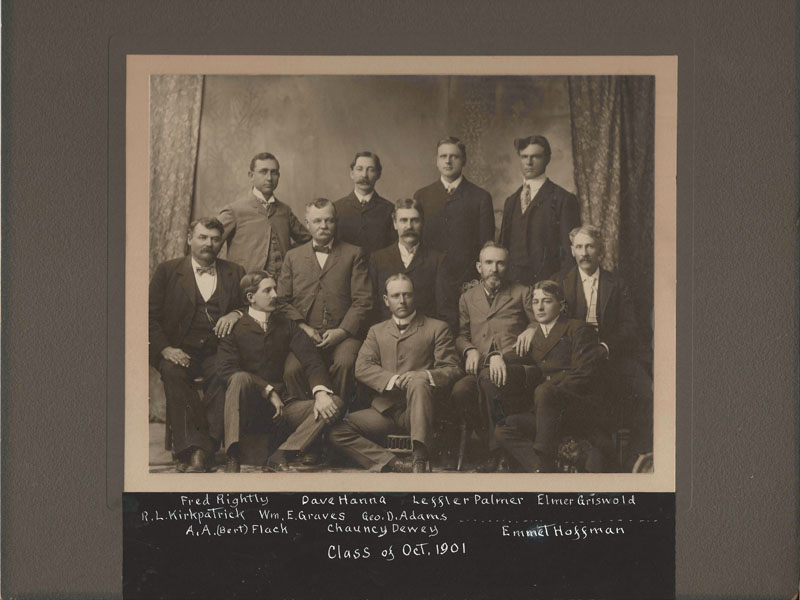 Fred Rightly Dave Hanna Leffler Palmer Elmer Griswold
R.L. Kirkpatrick Wm. E. Graves Geo. D. Adams ....................
A.A. (Bert) Flack Chauncy Dewey Emmet Hoffman
Class of Oct. 1901